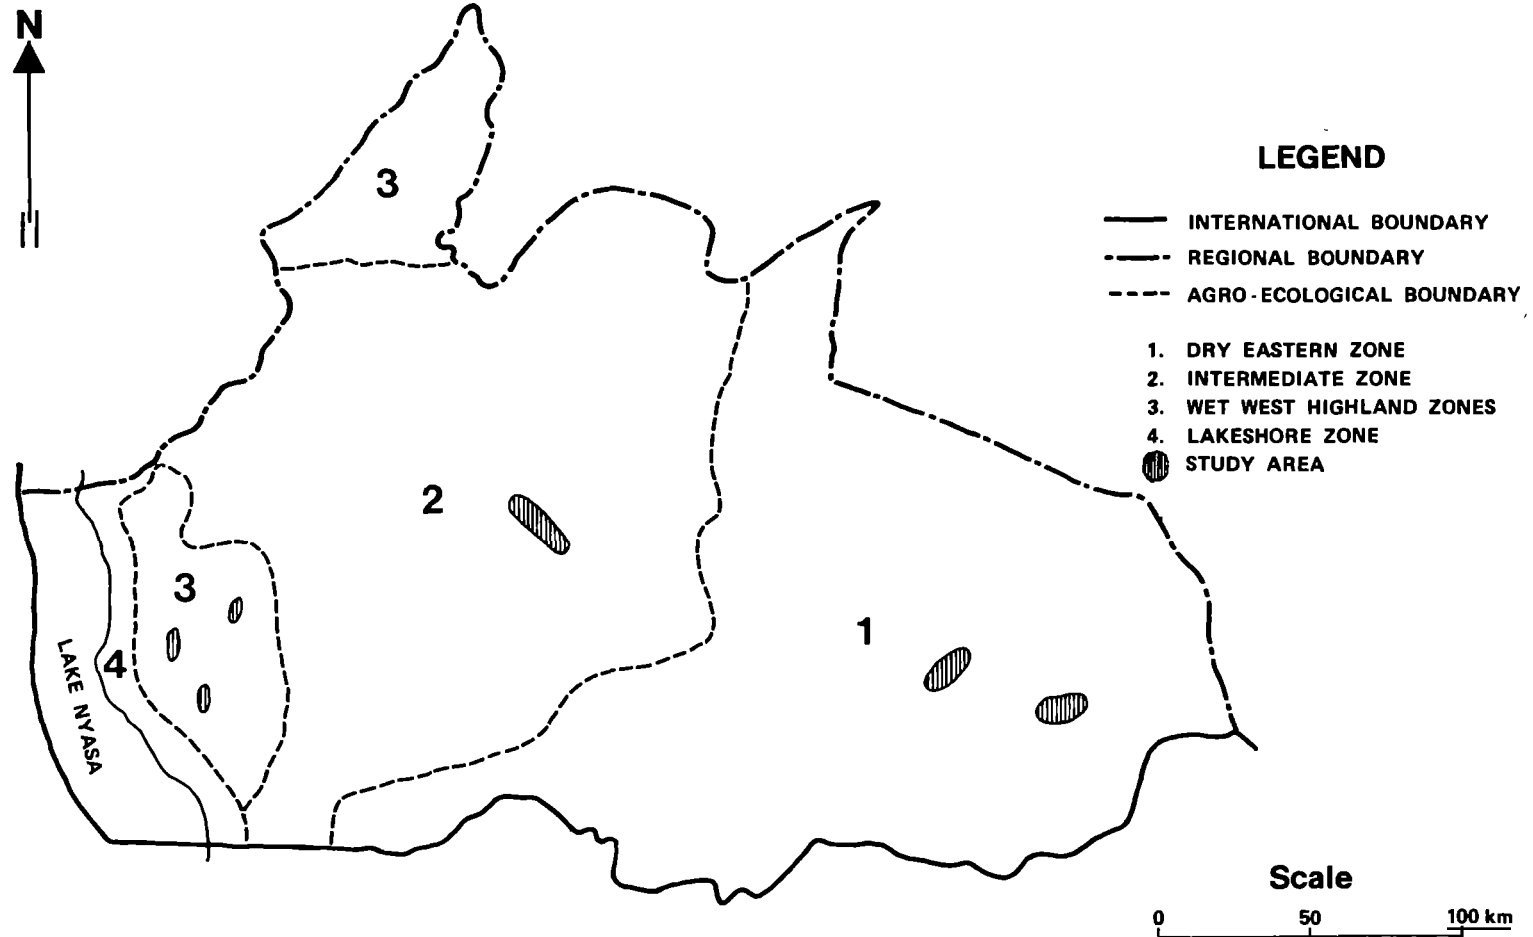 N
3
LEGEND
INTERNATIONAL BOUNDARY
REGIONAL BOUNDARY
AGRO-ECOLOGICAL BOUNDARY
1. DRY EASTERN ZONE
2. INTERMEDIATE ZONE
3. WET WEST HIGHLAND ZONES
4. LAKESHORE ZONE
STUDY AREA
2
3
1
4
LAKE NYASA
Scale
0 50 100 km